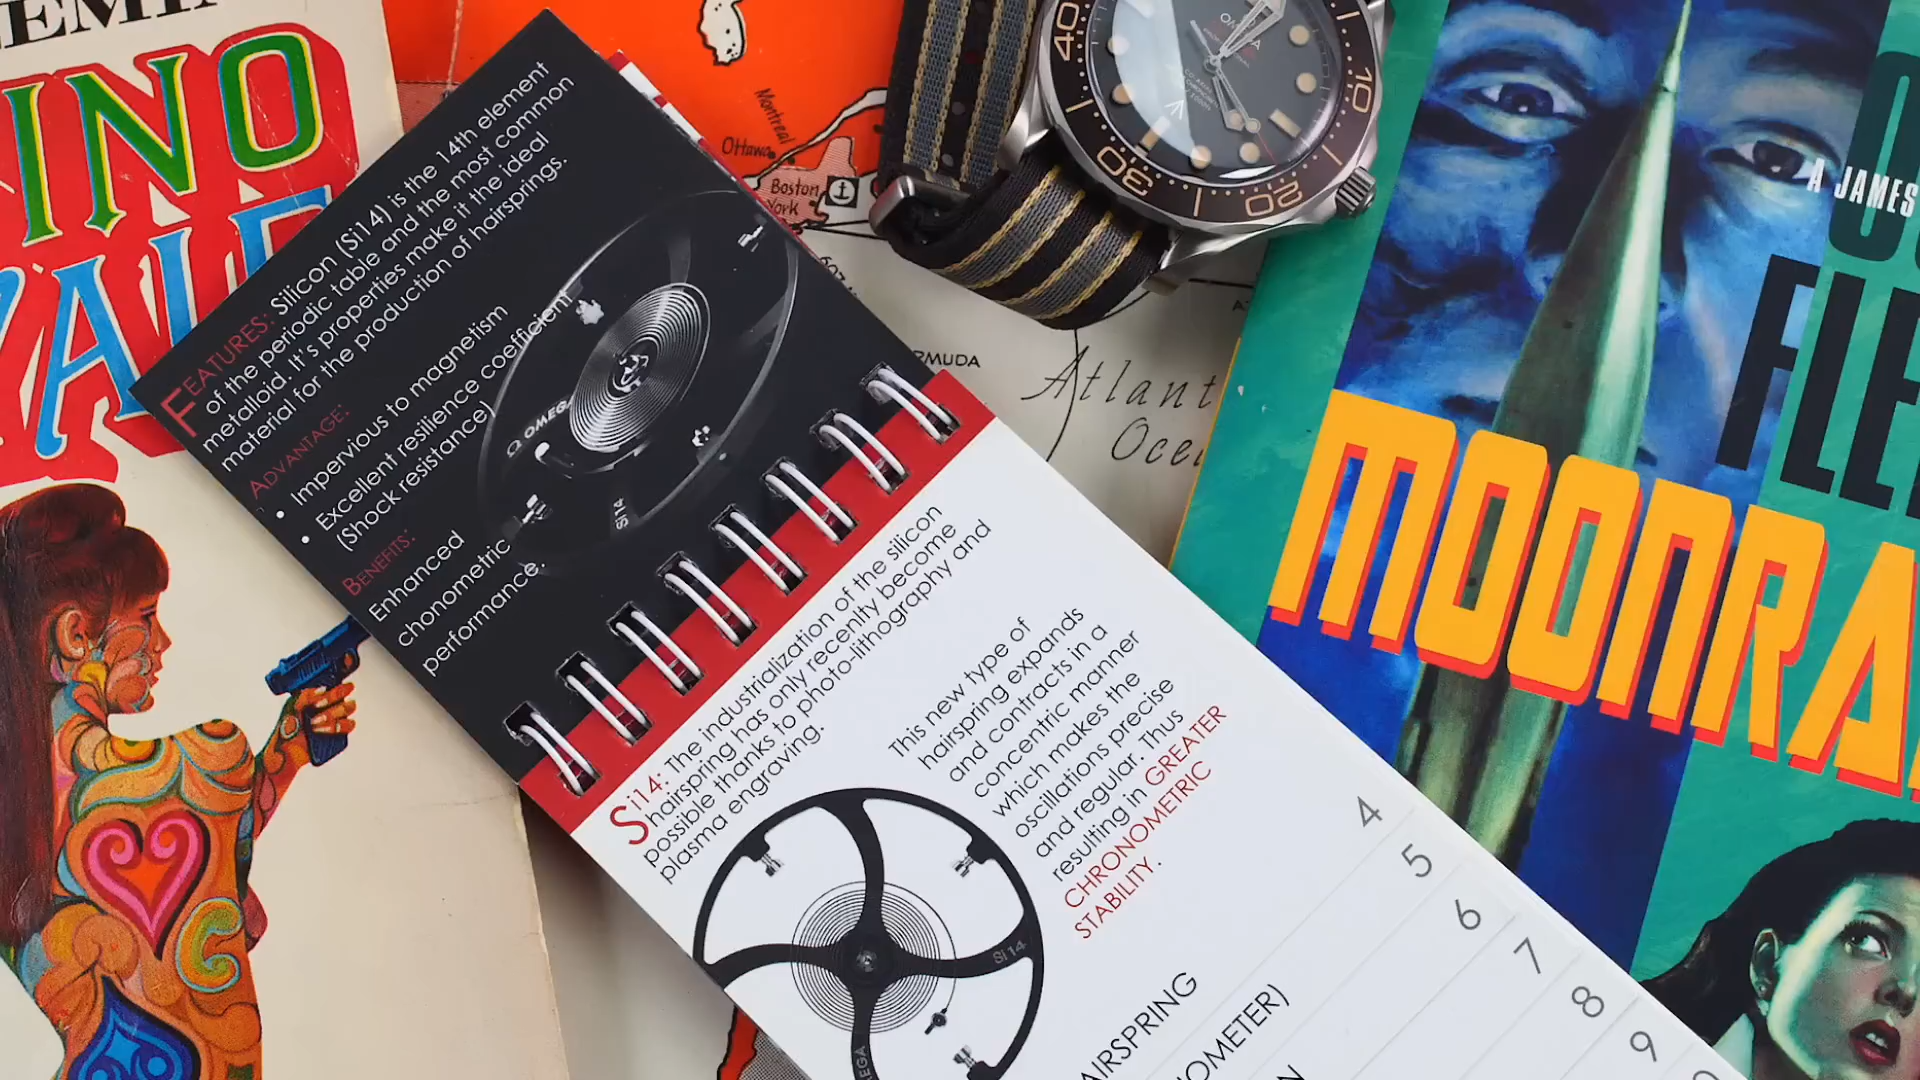 INO
Montreal
Ottawa
Boston
York
40
30
20
10
OMEGA
Atlant
A JAMES
FLE
MOONRA
FEATURES: Silicon (Si14) is the 14th element
of the periodic table and the most common
metalloid. It's properties make it the ideal
material for the production of hairsprings.
ADVANTAGE:
• Impervious to magnetism
• Excellent resilience coefficient
(Shock resistance)
BENEFITS:
Enhanced
chonometric
performance.
Ω OMEGA
Si14
Si14: The industrialization of the silicon
hairspring has only recently become
possible thanks to photo-lithography and
plasma engraving.
This new type of
hairspring expands
and contracts in a
concentric manner
which makes the
oscillations precise
and regular. Thus
resulting in GREATER
CHRONOMETRIC
STABILITY.
Si14
4
5
6
7
8
9
AIRSPRING
NOMETER)